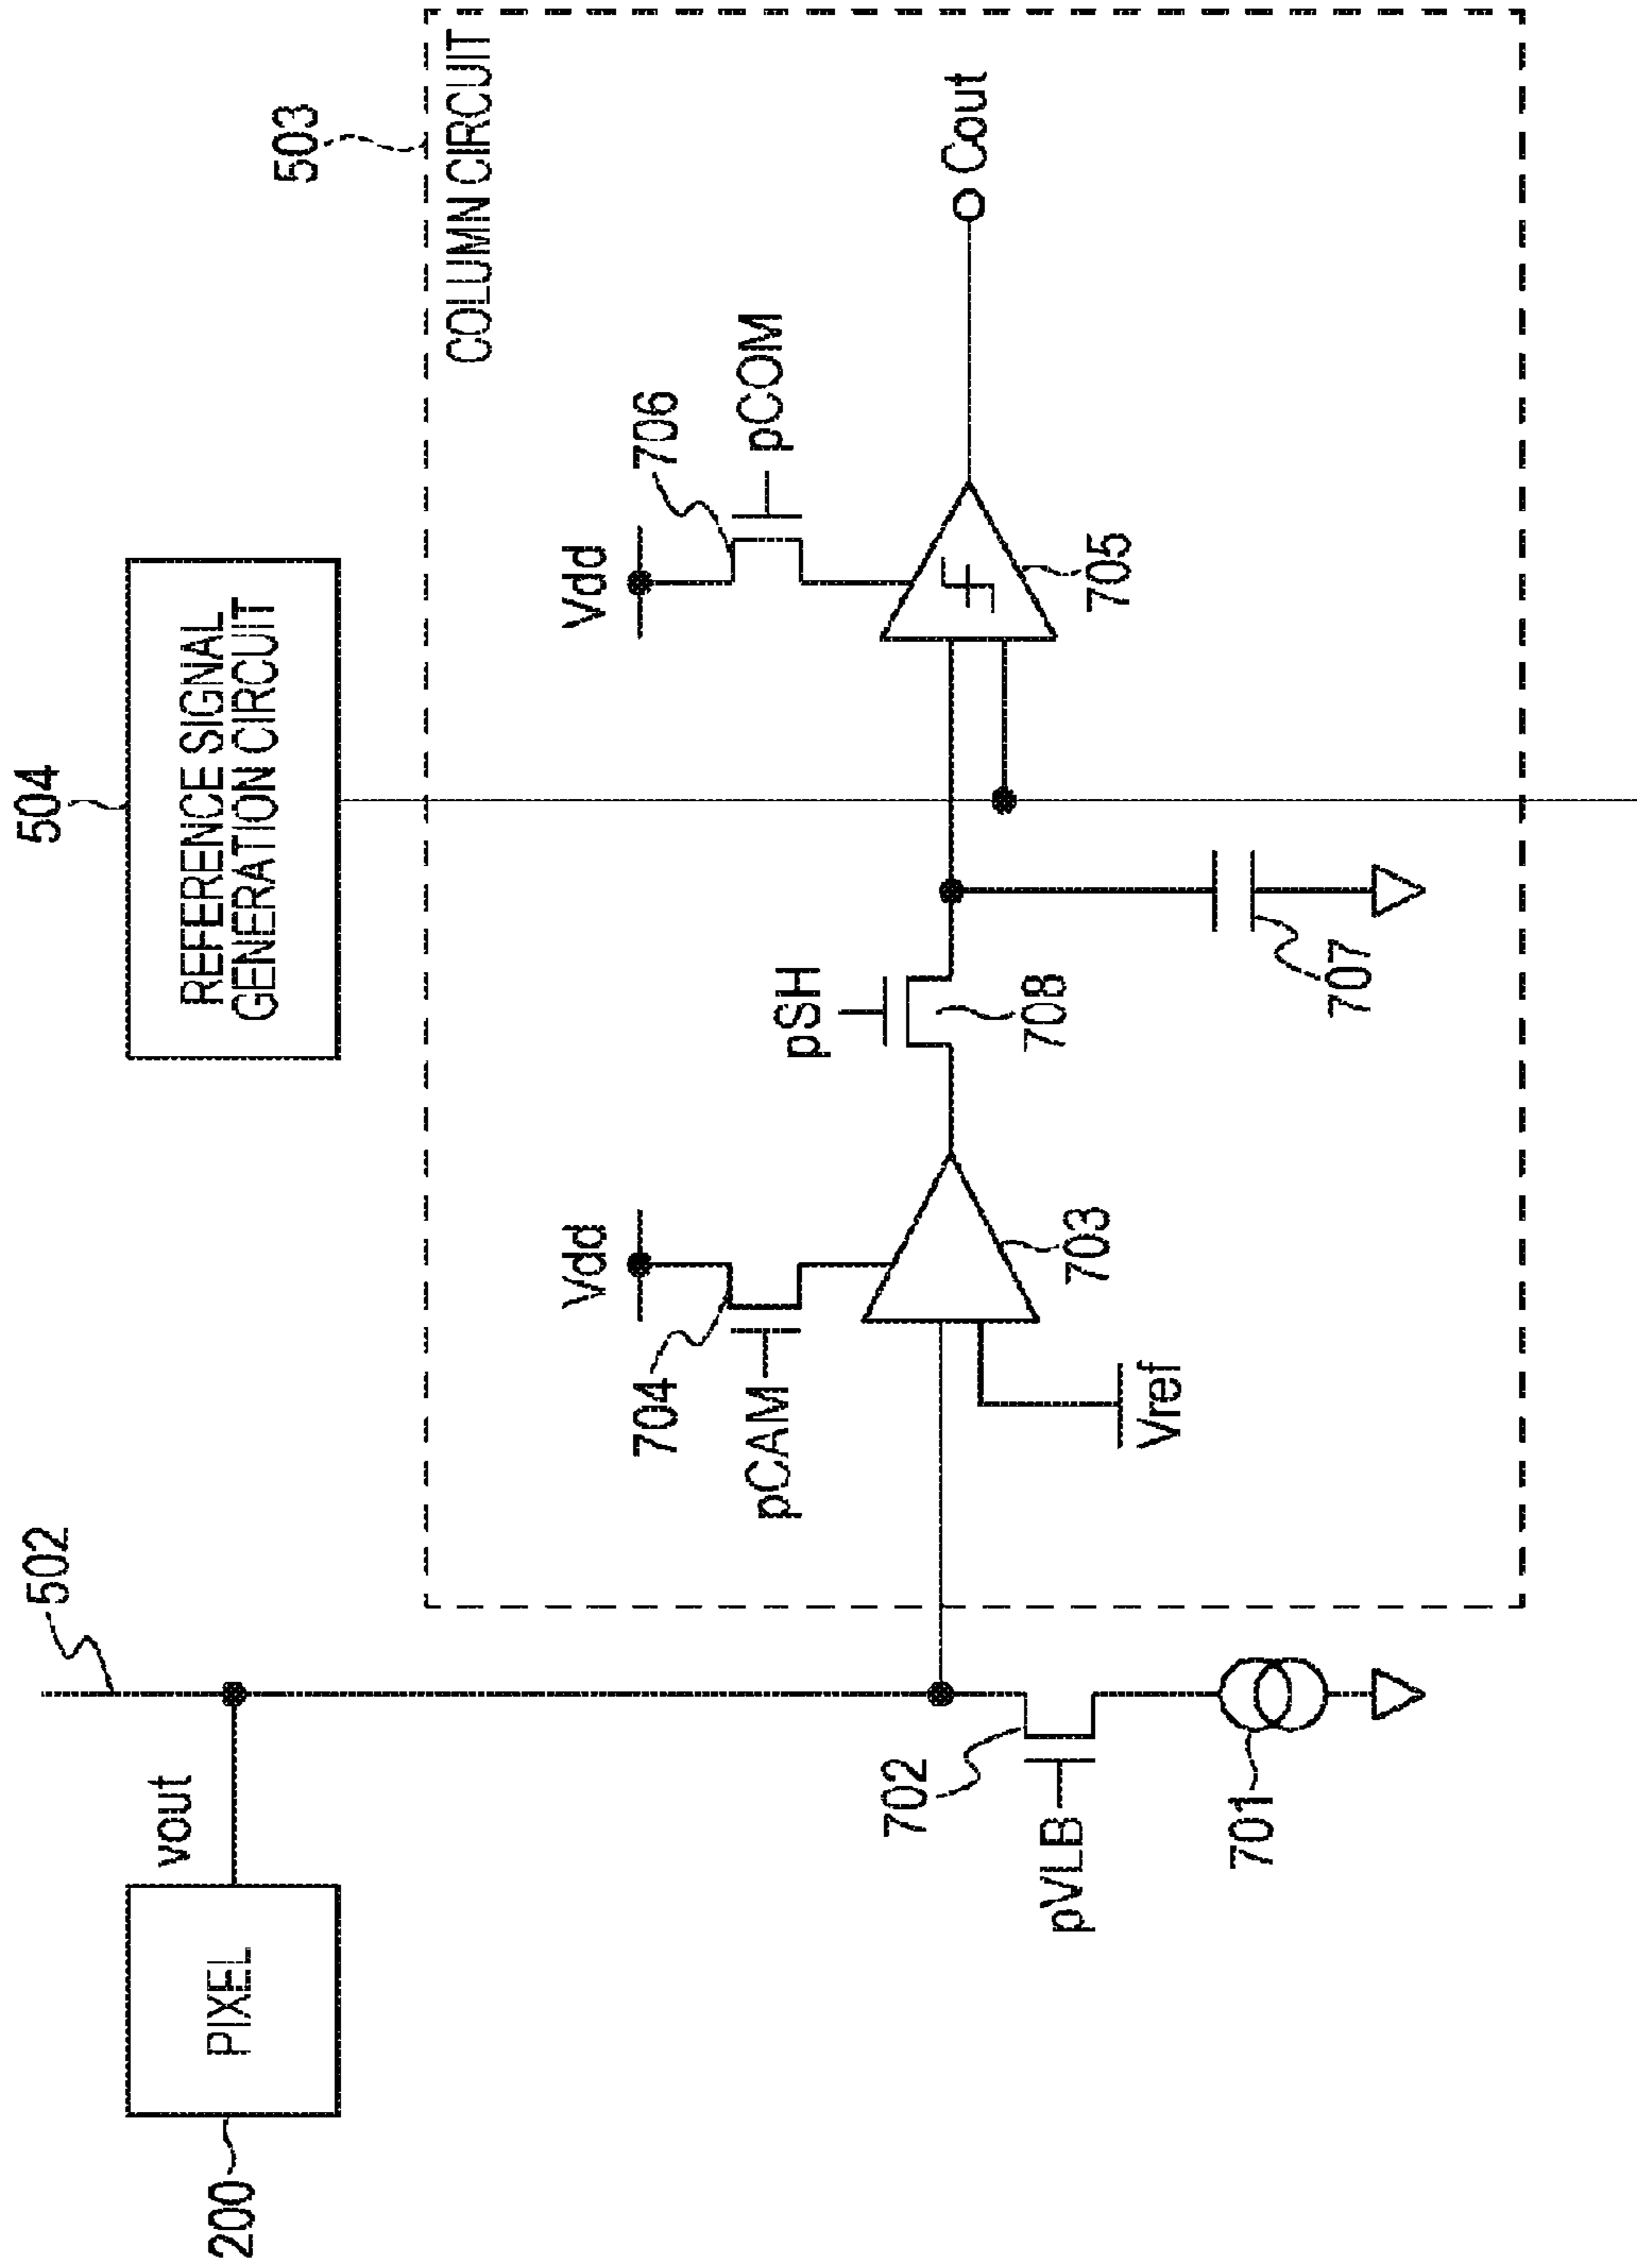 504
REFERENCE SIGNAL
GENERATION CIRCUIT
502
PIXEL
vout
200
503
COLUMN CIRCUIT
Vdd
704
pCAM
703
Vref
pSH
708
707
Vdd
706
pCOM
705
Cout
702
pVLB
701